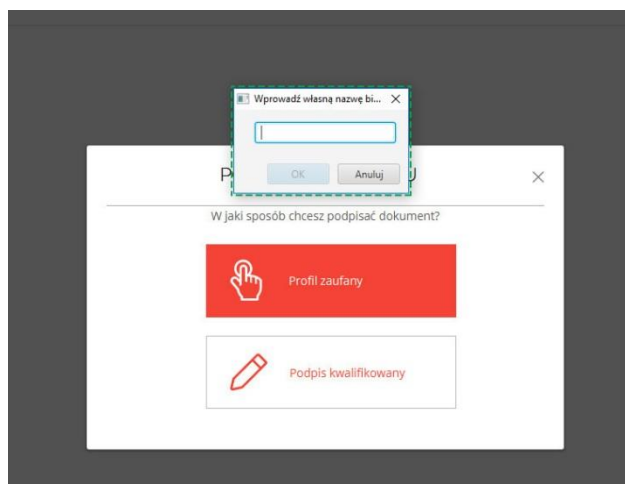 Wprowadź własną nazwę bi...
OK
Anuluj
W jaki sposób chcesz podpisać dokument?
Profil zaufany
Podpis kwalifikowany